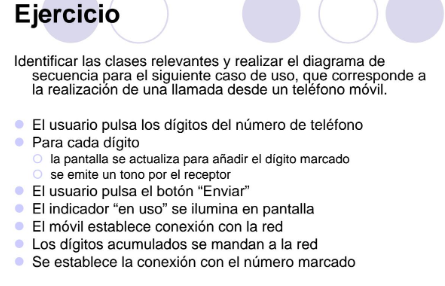 Ejercicio
Identificar las clases relevantes y realizar el diagrama de
secuencia para el siguiente caso de uso, que corresponde a
la realización de una llamada desde un teléfono móvil.
El usuario pulsa los dígitos del número de teléfono
Para cada dígito
la pantalla se actualiza para añadir el dígito marcado
se emite un tono por el receptor
El usuario pulsa el botón “Enviar”
El indicador “en uso” se ilumina en pantalla
El móvil establece conexión con la red
Los dígitos acumulados se mandan a la red
Se establece la conexión con el número marcado